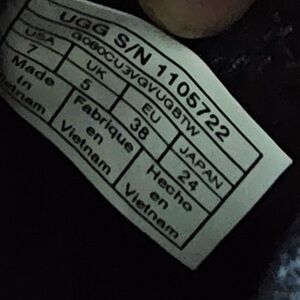 UGG S/N 1105722
G080CU3VGVUGBTW
USA UK EU JAPAN
7 5 38 24
Made in Vietnam
Fabrique en Vietnam
Hecho en Vietnam